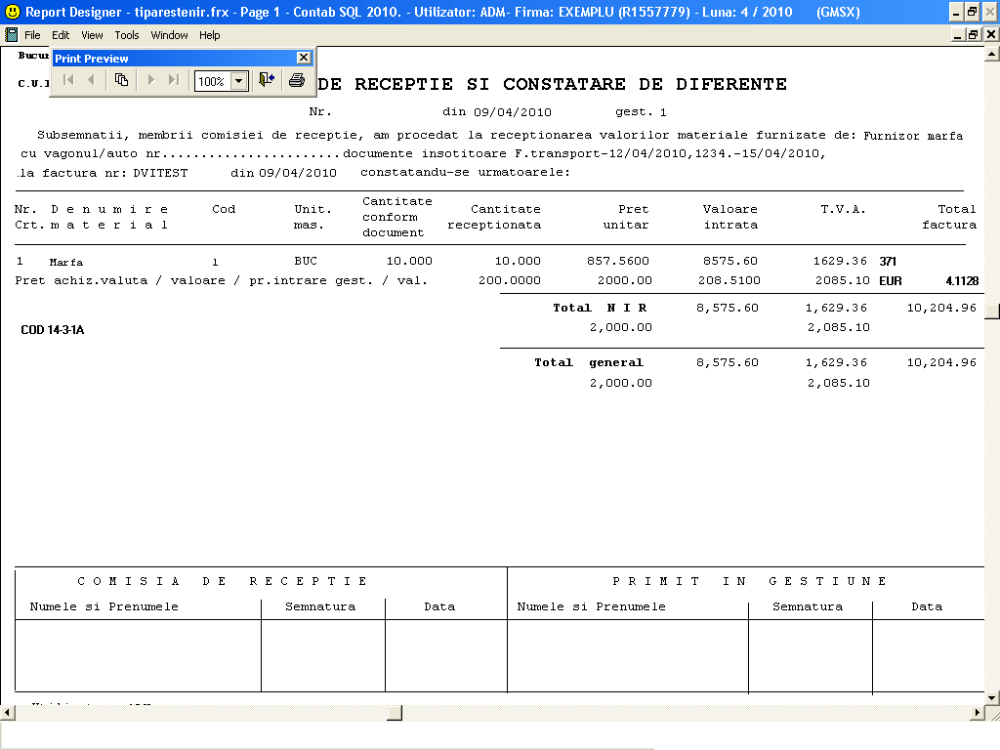 Report Designer - tiparestenir.frx - Page 1 - Contab SQL 2010. - Utilizator: ADM- Firma: EXEMPLU (R1557779) - Luna: 4 / 2010 (GMSX)
File Edit View Tools Window Help
Print Preview
100%
C.U.I
DE RECEPTIE SI CONSTATARE DE DIFERENTE
Nr. din 09/04/2010 gest. 1
Subsemnatii, membrii comisiei de receptie, am procedat la receptionarea valorilor materiale furnizate de: Furnizor marfa
cu vagonul/auto nr.......................documente insotitoare F.transport-12/04/2010,1234.-15/04/2010,
.la factura nr: DVITEST din 09/04/2010 constatandu-se urmatoarele:
Nr. D e n u m i r e Cod Unit. Cantitate Cantitate Pret Valoare T.V.A. Total
Crt. m a t e r i a l mas. conform receptionata unitar intrata factura
document
1 Marfa 1 BUC 10.000 10.000 857.5600 8575.60 1629.36 371
Pret achiz.valuta / valoare / pr.intrare gest. / val. 200.0000 2000.00 208.5100 2085.10 EUR 4.1128
Total N I R 8,575.60 1,629.36 10,204.96
2,000.00 2,085.10
COD 14-3-1A
Total general 8,575.60 1,629.36 10,204.96
2,000.00 2,085.10
C O M I S I A D E R E C E P T I E P R I M I T I N G E S T I U N E
Numele si Prenumele Semnatura Data Numele si Prenumele Semnatura Data